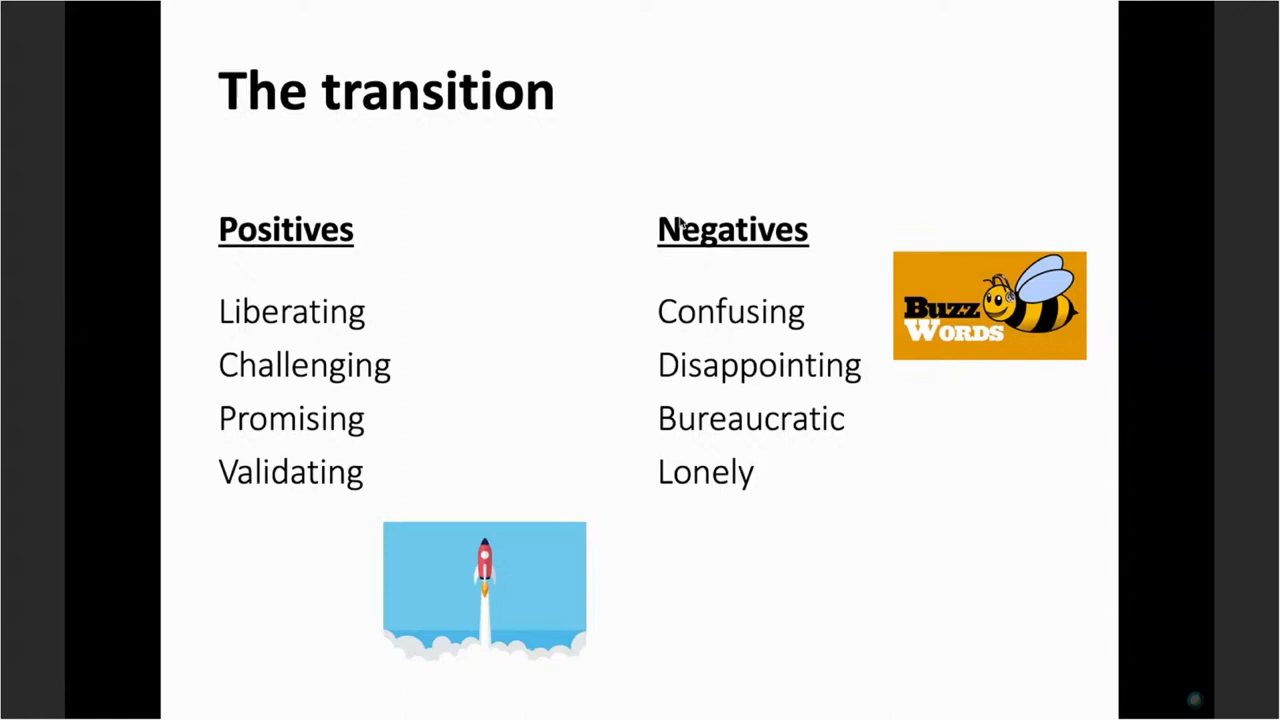 The transition
Positives
Liberating
Challenging
Promising
Validating
Negatives
Confusing
Disappointing
Bureaucratic
Lonely
Buzz
Words